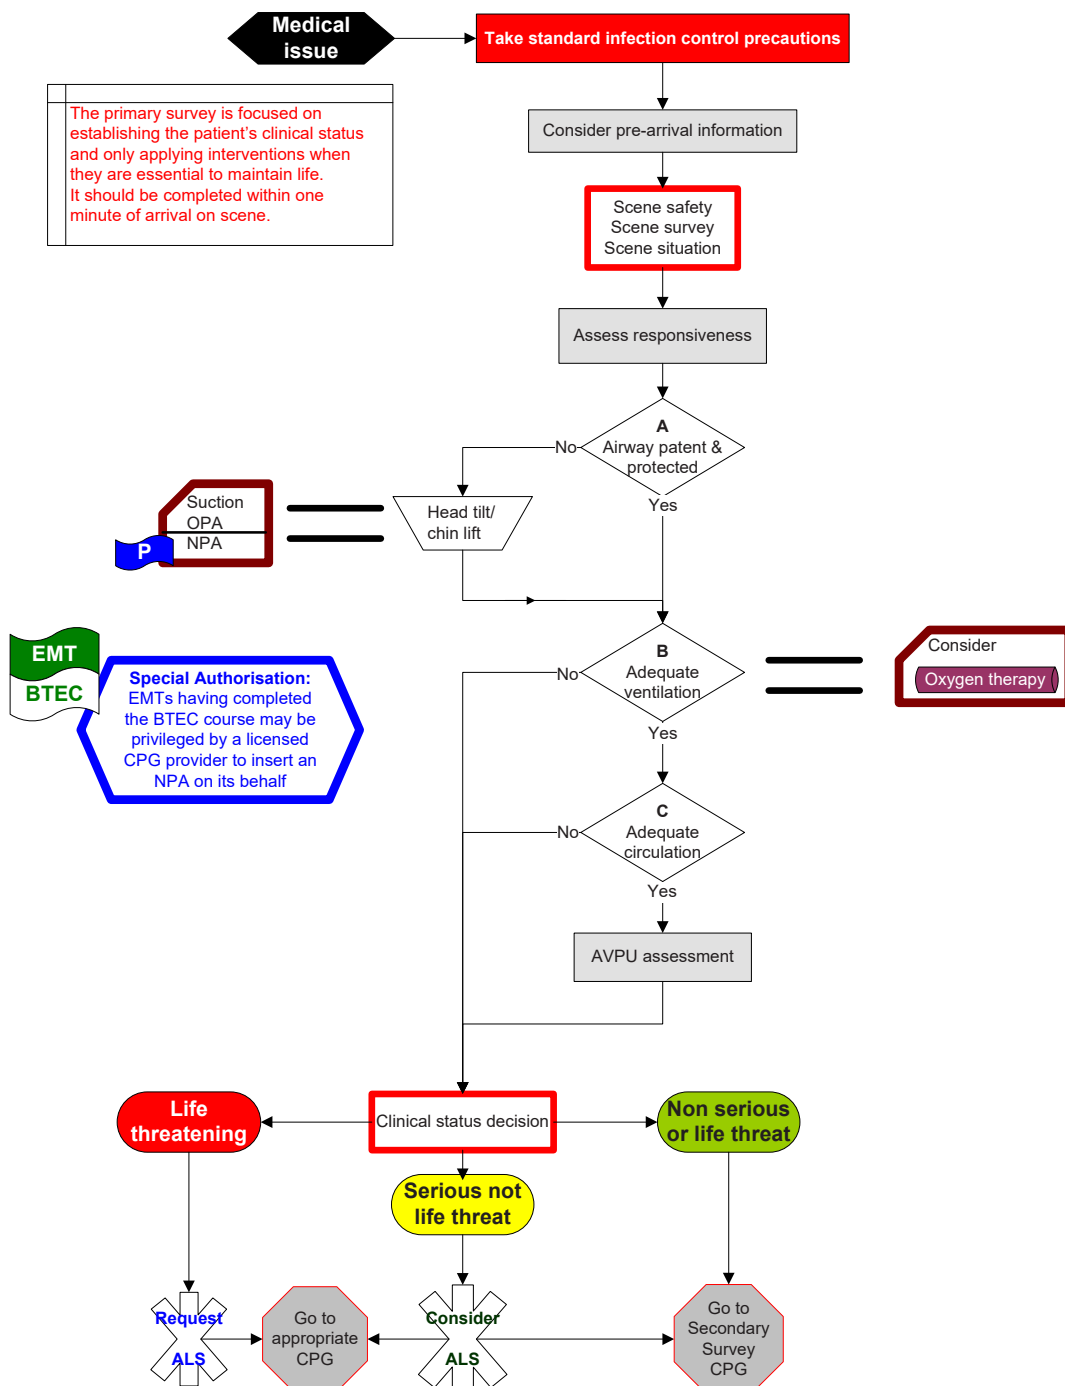 Medical
issue
Take standard infection control precautions
The primary survey is focused on
establishing the patient's clinical status
and only applying interventions when
they are essential to maintain life.
It should be completed within one
minute of arrival on scene.
Consider pre-arrival information
Scene safety
Scene survey
Scene situation
Assess responsiveness
A
Airway patent &
protected
No
Yes
Suction
OPA
NPA
P
Head tilt/
chin lift
EMT
BTEC
Special Authorisation:
EMTs having completed
the BTEC course may be
privileged by a licensed
CPG provider to insert an
NPA on its behalf
B
Adequate
ventilation
No
Yes
Consider
Oxygen therapy
C
Adequate
circulation
No
Yes
AVPU assessment
Life
threatening
Clinical status decision
Non serious
or life threat
Serious not
life threat
Request
ALS
Go to
appropriate
CPG
Consider
ALS
Go to
Secondary
Survey
CPG